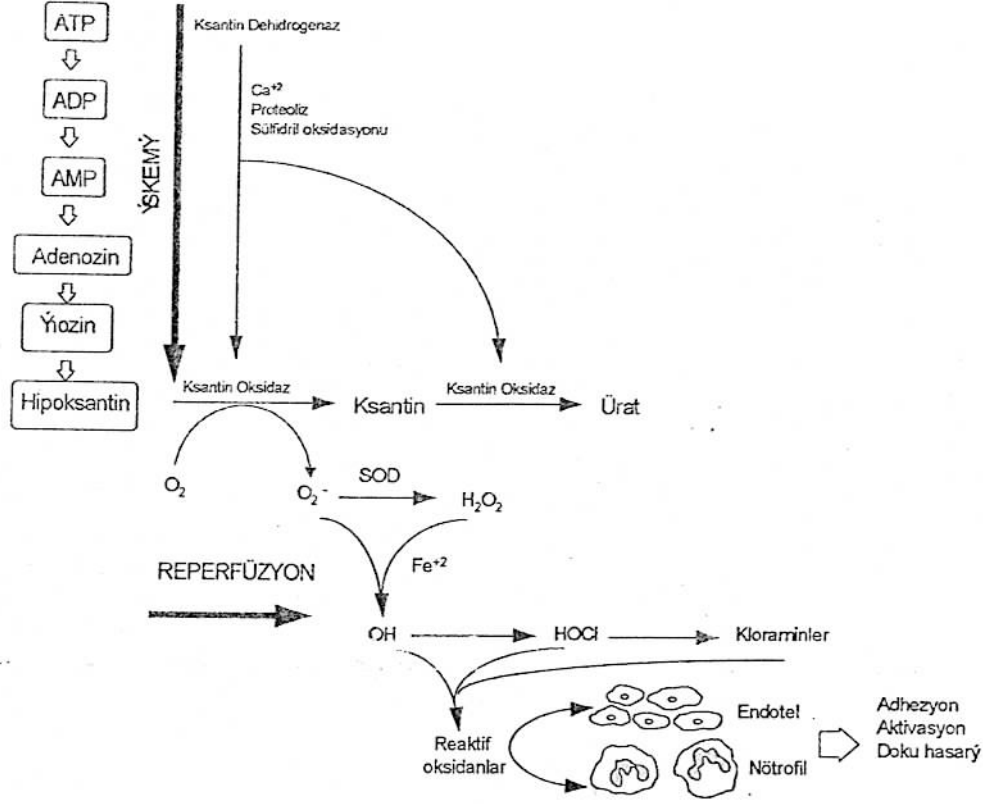 ATP
ADP
AMP
Adenozin
Ýnozin
Hipoksantin
ÝSKEMÝ
Ksantin Dehidrogenaz
Ca+2
Proteoliz
Sülfidril oksidasyonu
Ksantin Oksidaz
Ksantin
Ksantin Oksidaz
Ürat
O2
O2-
SOD
H2O2
Fe+2
REPERFÜZYON
OH
HOCl
Kloraminler
Reaktif
oksidanlar
Endotel
Nötrofil
Adhezyon
Aktivasyon
Doku hasarý